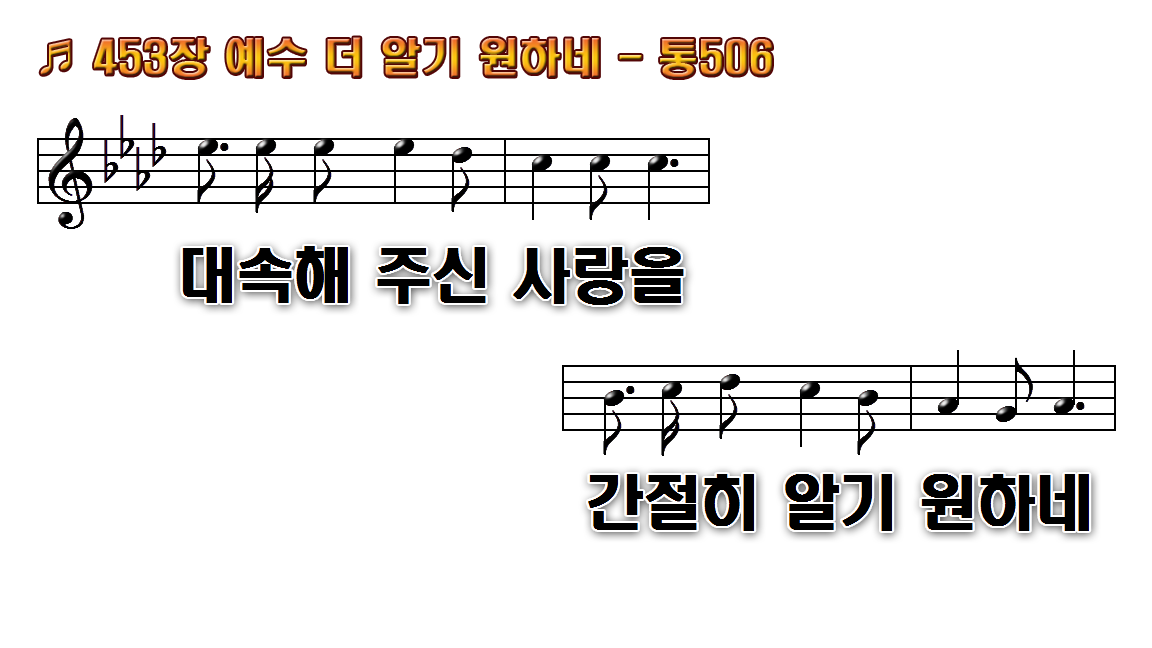 ♬ 453장 예수 더 알기 원하네 - 통506
대속해 주신 사랑을
간절히 알기 원하네